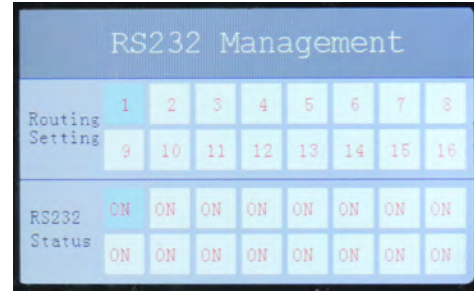 RS232 Management
Routing Setting
1 2 3 4 5 6 7 8
9 10 11 12 13 14 15 16
RS232 Status
ON ON ON ON ON ON ON ON
ON ON ON ON ON ON ON ON